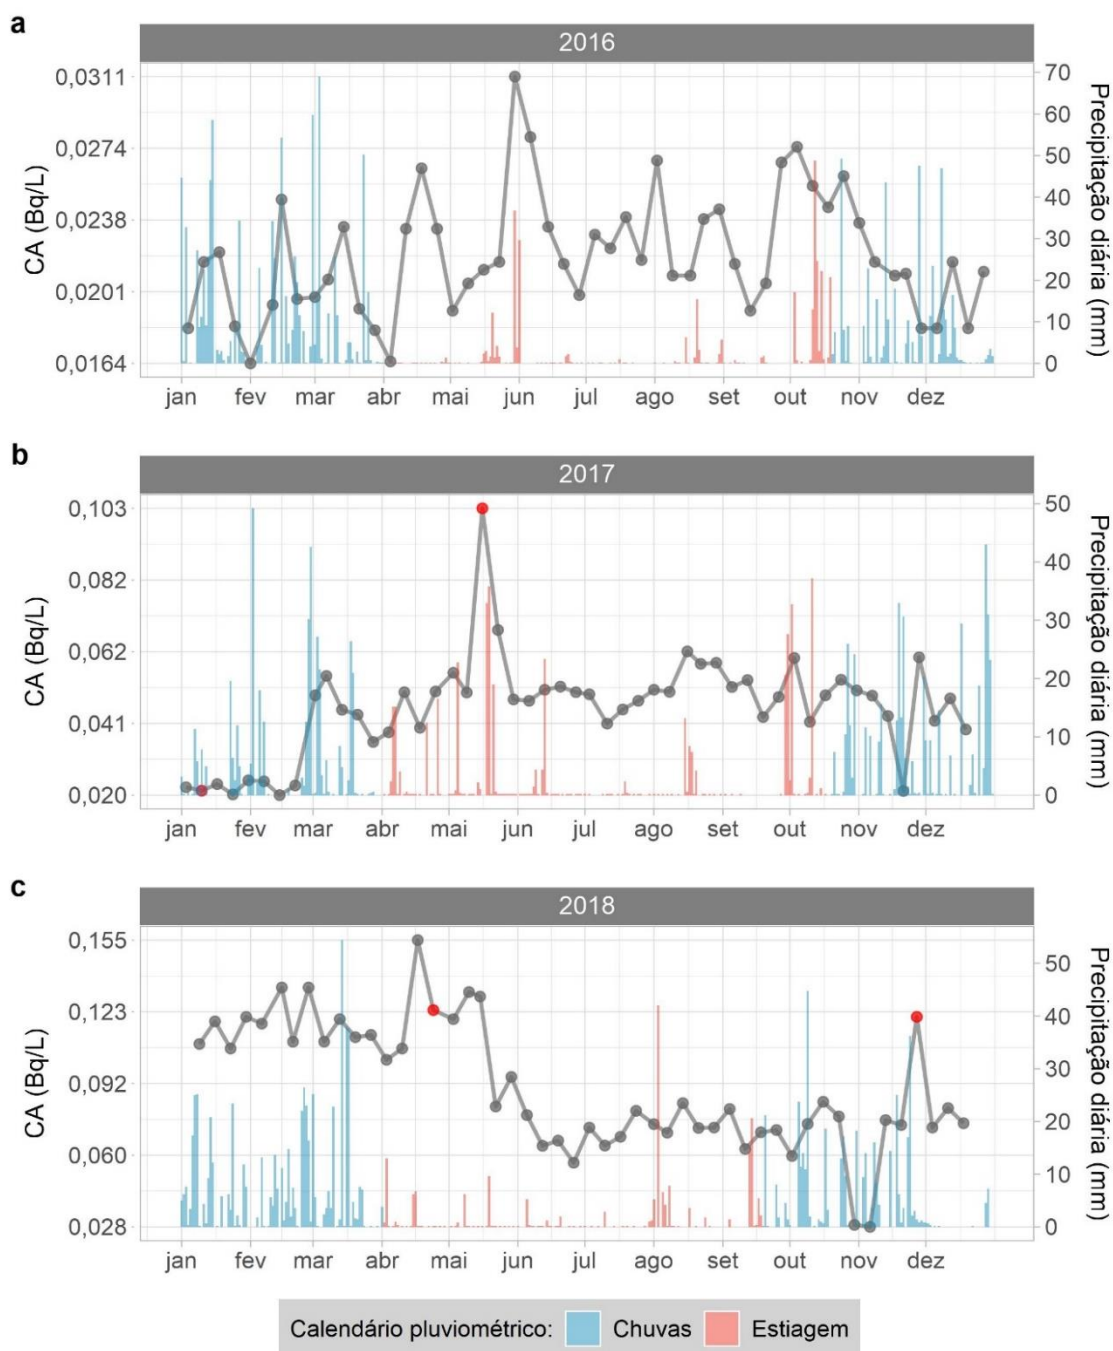 a
2016
CA (Bq/L)
0,0311
0,0274
0,0238
0,0201
0,0164
70
60
50
40
30
20
10
0
Precipitação diária (mm)
jan fev mar abr mai jun jul ago set out nov dez
b
2017
CA (Bq/L)
0,103
0,082
0,062
0,041
0,020
50
40
30
20
10
0
Precipitação diária (mm)
jan fev mar abr mai jun jul ago set out nov dez
c
2018
CA (Bq/L)
0,155
0,123
0,092
0,060
0,028
50
40
30
20
10
0
Precipitação diária (mm)
jan fev mar abr mai jun jul ago set out nov dez
Calendário pluviométrico: Chuvas Estiagem